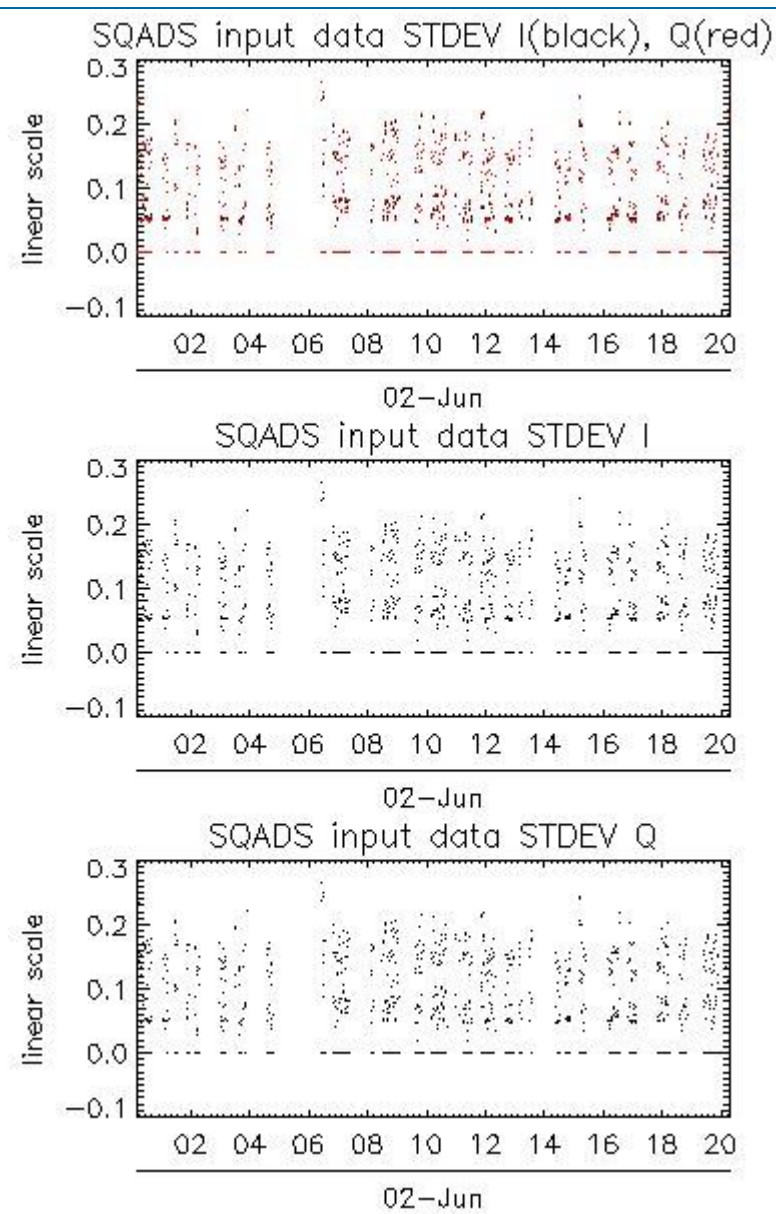 SQADS input data STDEV I(black), Q(red)
0.3
0.2
0.1
0.0
−0.1
linear scale
02 04 06 08 10 12 14 16 18 20
02−Jun
SQADS input data STDEV I
0.3
0.2
0.1
0.0
−0.1
linear scale
02 04 06 08 10 12 14 16 18 20
02−Jun
SQADS input data STDEV Q
0.3
0.2
0.1
0.0
−0.1
linear scale
02 04 06 08 10 12 14 16 18 20
02−Jun